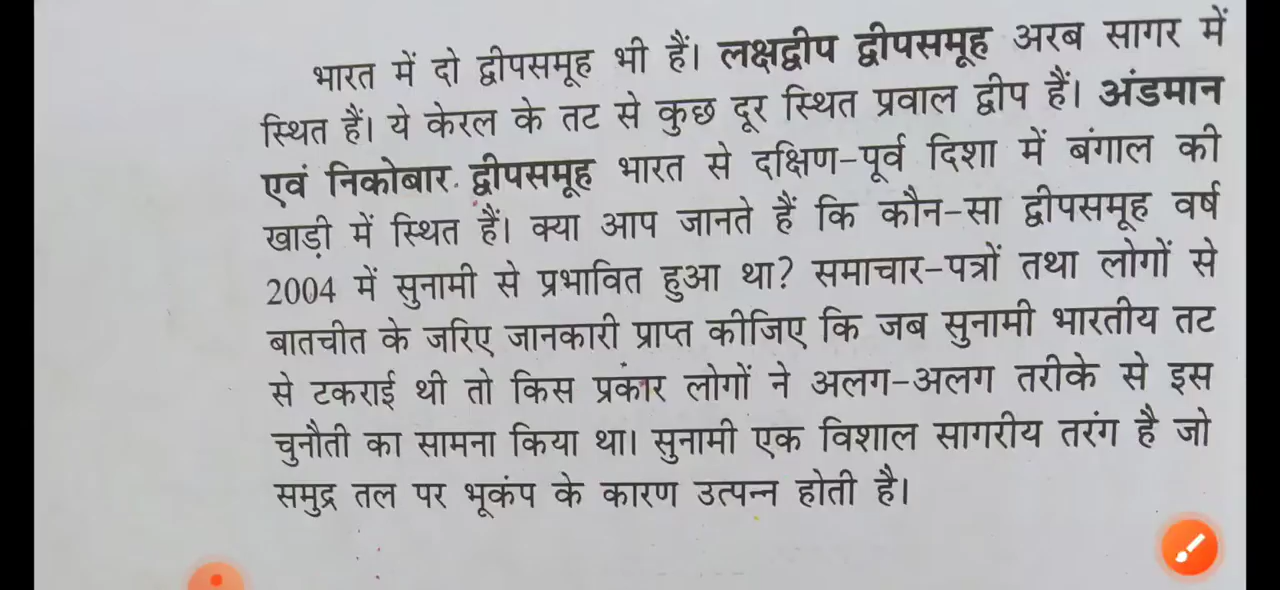 भारत में दो द्वीपसमूह भी हैं। लक्षद्वीप द्वीपसमूह अरब सागर में
स्थित हैं। ये केरल के तट से कुछ दूर स्थित प्रवाल द्वीप हैं। अंडमान
एवं निकोबार द्वीपसमूह भारत से दक्षिण-पूर्व दिशा में बंगाल की
खाड़ी में स्थित हैं। क्या आप जानते हैं कि कौन-सा द्वीपसमूह वर्ष
2004 में सुनामी से प्रभावित हुआ था? समाचार-पत्रों तथा लोगों से
बातचीत के जरिए जानकारी प्राप्त कीजिए कि जब सुनामी भारतीय तट
से टकराई थी तो किस प्रकार लोगों ने अलग-अलग तरीके से इस
चुनौती का सामना किया था। सुनामी एक विशाल सागरीय तरंग है जो
समुद्र तल पर भूकंप के कारण उत्पन्न होती है।